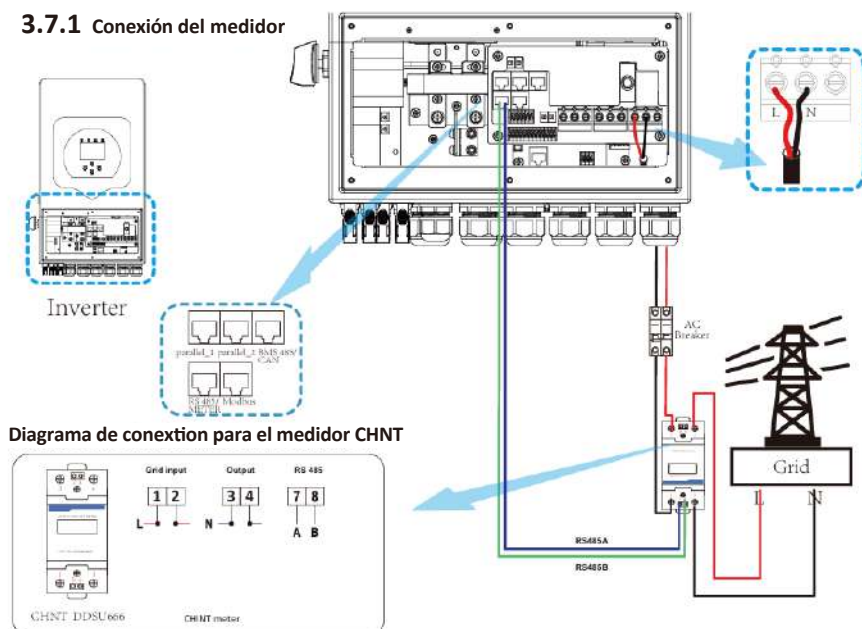 3.7.1 Conexión del medidor
L N
Inverter
parallel_1 parallel_2 BMS 485/
CAN
RS 485/ Modbus
METER
AC
Breaker
Grid
L N
Diagrama de conextion para el medidor CHNT
Grid input Output RS 485
1 2 3 4 7 8
L N A B
CHNT DDSU666
CHINT meter
RS485A
RS485B